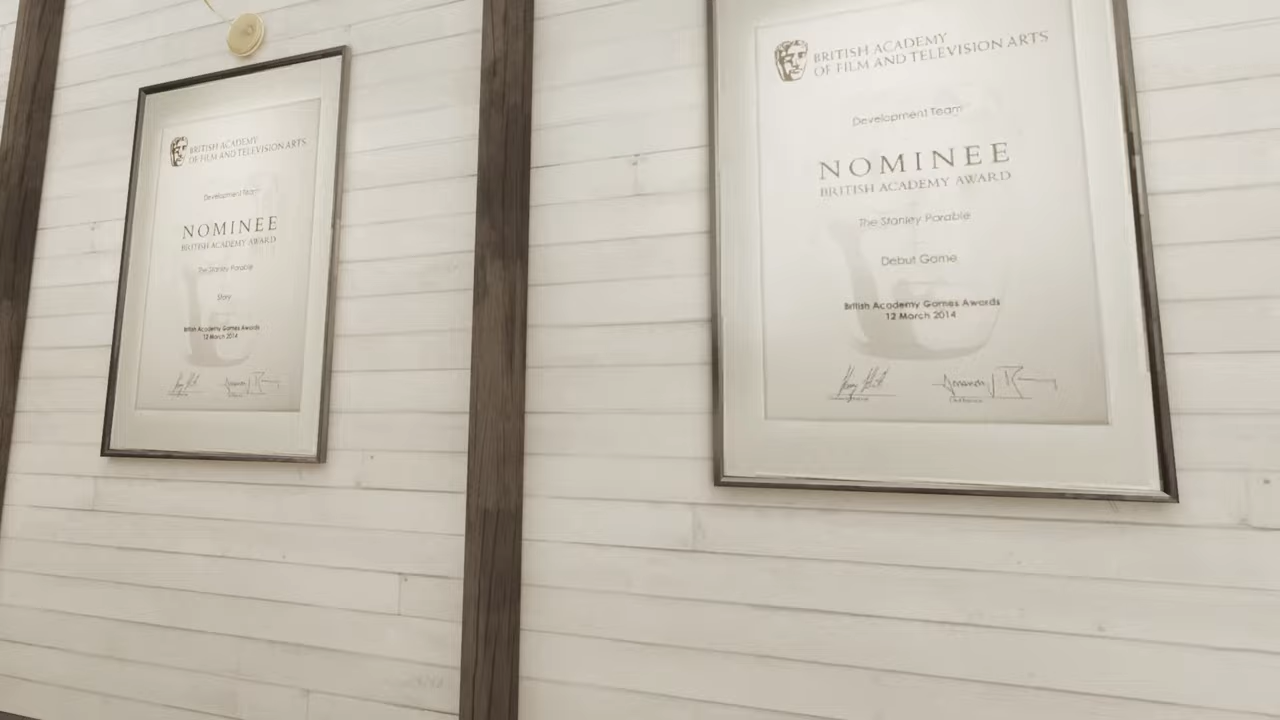 BRITISH ACADEMY
OF FILM AND TELEVISION ARTS
Development Team
NOMINEE
BRITISH ACADEMY AWARD
The Stanley Parable
Story
British Academy Games Awards
12 March 2014
BRITISH ACADEMY
OF FILM AND TELEVISION ARTS
Development Team
NOMINEE
BRITISH ACADEMY AWARD
The Stanley Parable
Debut Game
British Academy Games Awards
12 March 2014